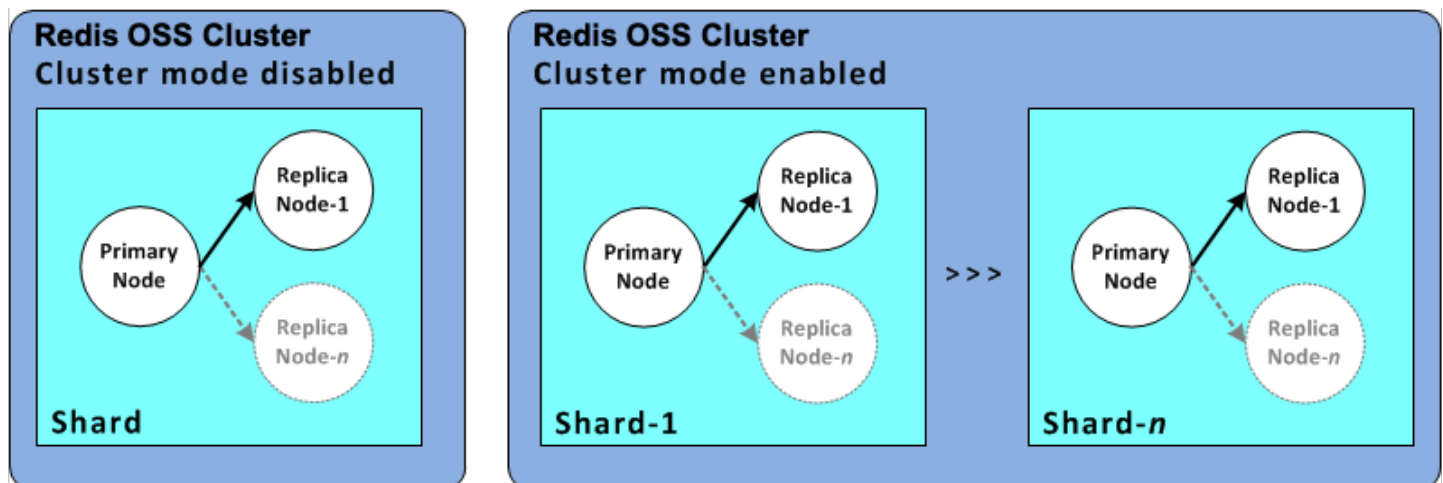 Redis OSS Cluster
Cluster mode disabled
Replica
Node-1
Primary
Node
Replica
Node-n
Shard
Redis OSS Cluster
Cluster mode enabled
Replica
Node-1
Primary
Node
Replica
Node-n
Shard-1
>>>
Replica
Node-1
Primary
Node
Replica
Node-n
Shard-n